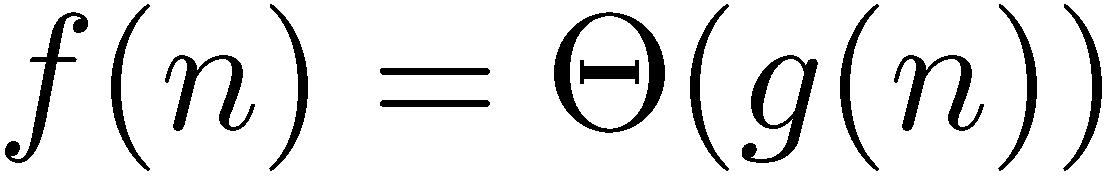 f(n) = Θ(g(n))